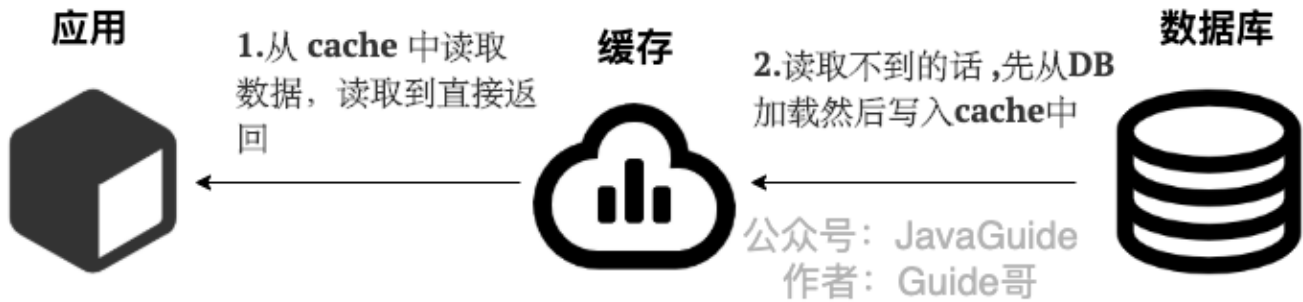 应用
1.从 cache 中读取
数据，读取到直接返
回
缓存
2.读取不到的话 ,先从DB
加载然后写入cache中
数据库
公众号：JavaGuide
作者：Guide哥